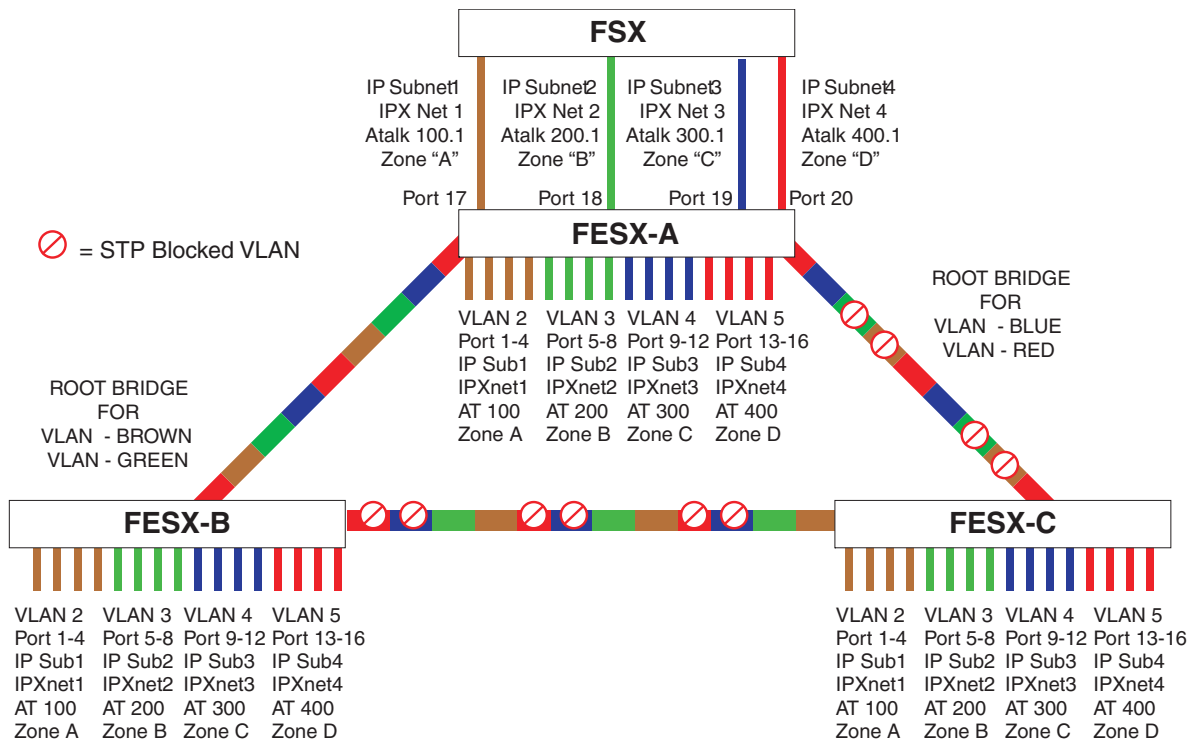 FSX
IP Subnet1
IPX Net 1
Atalk 100.1
Zone “A”
IP Subnet2
IPX Net 2
Atalk 200.1
Zone “B”
IP Subnet3
IPX Net 3
Atalk 300.1
Zone “C”
IP Subnet4
IPX Net 4
Atalk 400.1
Zone “D”
Port 17
Port 18
Port 19
Port 20
FESX-A
= STP Blocked VLAN
VLAN 2
Port 1-4
IP Sub1
IPXnet1
AT 100
Zone A
VLAN 3
Port 5-8
IP Sub2
IPXnet2
AT 200
Zone B
VLAN 4
Port 9-12
IP Sub3
IPXnet3
AT 300
Zone C
VLAN 5
Port 13-16
IP Sub4
IPXnet4
AT 400
Zone D
ROOT BRIDGE
FOR
VLAN - BLUE
VLAN - RED
ROOT BRIDGE
FOR
VLAN - BROWN
VLAN - GREEN
FESX-B
VLAN 2
Port 1-4
IP Sub1
IPXnet1
AT 100
Zone A
VLAN 3
Port 5-8
IP Sub2
IPXnet2
AT 200
Zone B
VLAN 4
Port 9-12
IP Sub3
IPXnet3
AT 300
Zone C
VLAN 5
Port 13-16
IP Sub4
IPXnet4
AT 400
Zone D
FESX-C
VLAN 2
Port 1-4
IP Sub1
IPXnet1
AT 100
Zone A
VLAN 3
Port 5-8
IP Sub2
IPXnet2
AT 200
Zone B
VLAN 4
Port 9-12
IP Sub3
IPXnet3
AT 300
Zone C
VLAN 5
Port 13-16
IP Sub4
IPXnet4
AT 400
Zone D